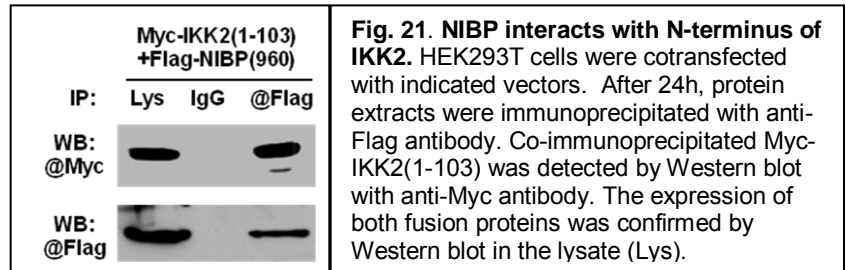 Myc-IKK2(1-103)
+Flag-NIBP(960)
IP: Lys IgG @Flag
WB:
@Myc
WB:
@Flag
Fig. 21. NIBP interacts with N-terminus of
IKK2. HEK293T cells were cotransfected
with indicated vectors. After 24h, protein
extracts were immunoprecipitated with anti-
Flag antibody. Co-immunoprecipitated Myc-
IKK2(1-103) was detected by Western blot
with anti-Myc antibody. The expression of
both fusion proteins was confirmed by
Western blot in the lysate (Lys).